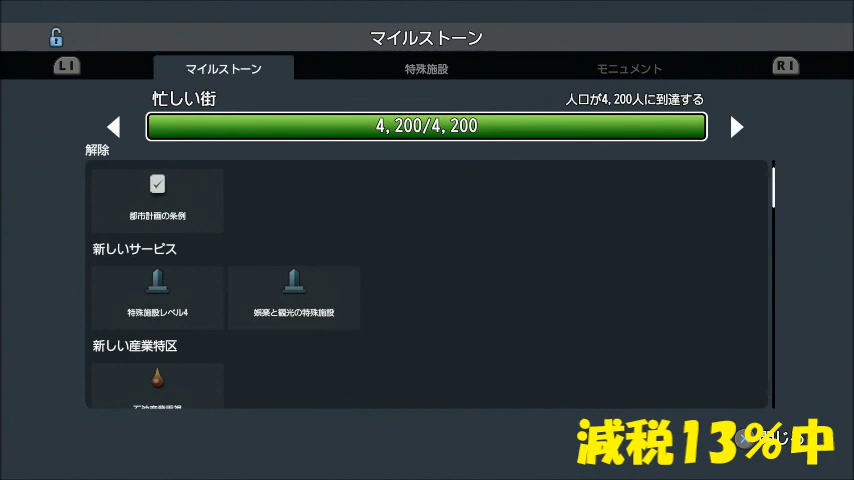 マイルストーン
L1
マイルストーン
特殊施設
モニュメント
R1
忙しい街
人口が4,200人に到達する
4,200/4,200
解除
都市計画の条例
新しいサービス
特殊施設レベル4
娯楽と観光の特殊施設
新しい産業特区
減税13%中